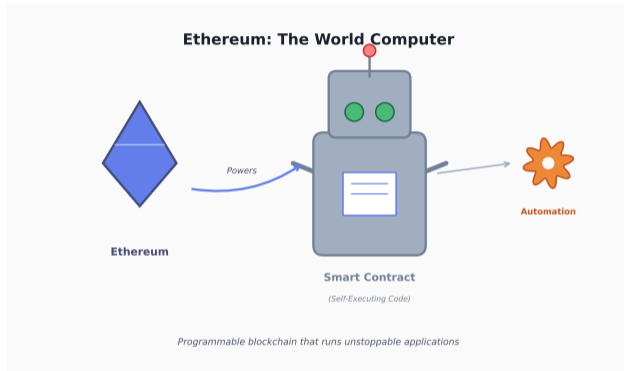 Ethereum: The World Computer
Powers
Ethereum
Automation
Smart Contract
(Self-Executing Code)
Programmable blockchain that runs unstoppable applications